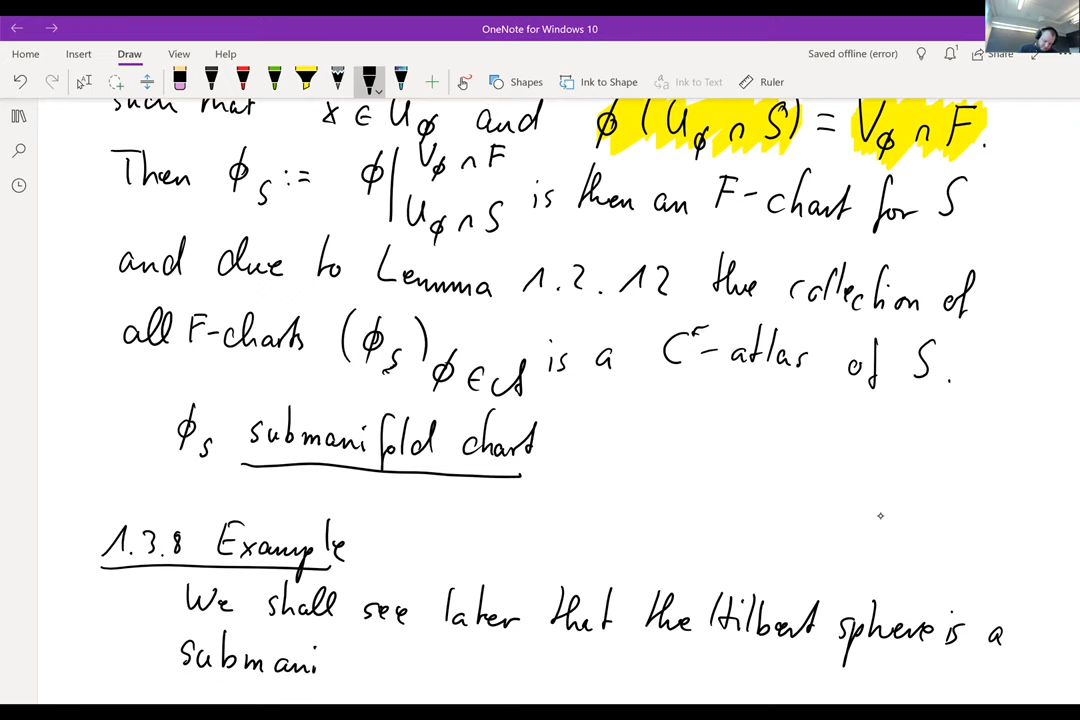 OneNote for Windows 10
Home Insert Draw View Help
Saved offline (error) Share
Shapes Ink to Shape Ink to Text Ruler
such that x ∈ U_ϕ and ϕ(U_ϕ ∩ S) = V_ϕ ∩ F.
Then ϕ_S := ϕ|_{U_ϕ ∩ S}^{V_ϕ ∩ F} is then an F-chart for S
and due to Lemma 1.2.12 the collection of
all F-charts (ϕ_S)_{ϕ ∈ A} is a C^r-atlas of S.
ϕ_S submanifold chart
1.3.8 Example
We shall see later that the Hilbert sphere is a
submani